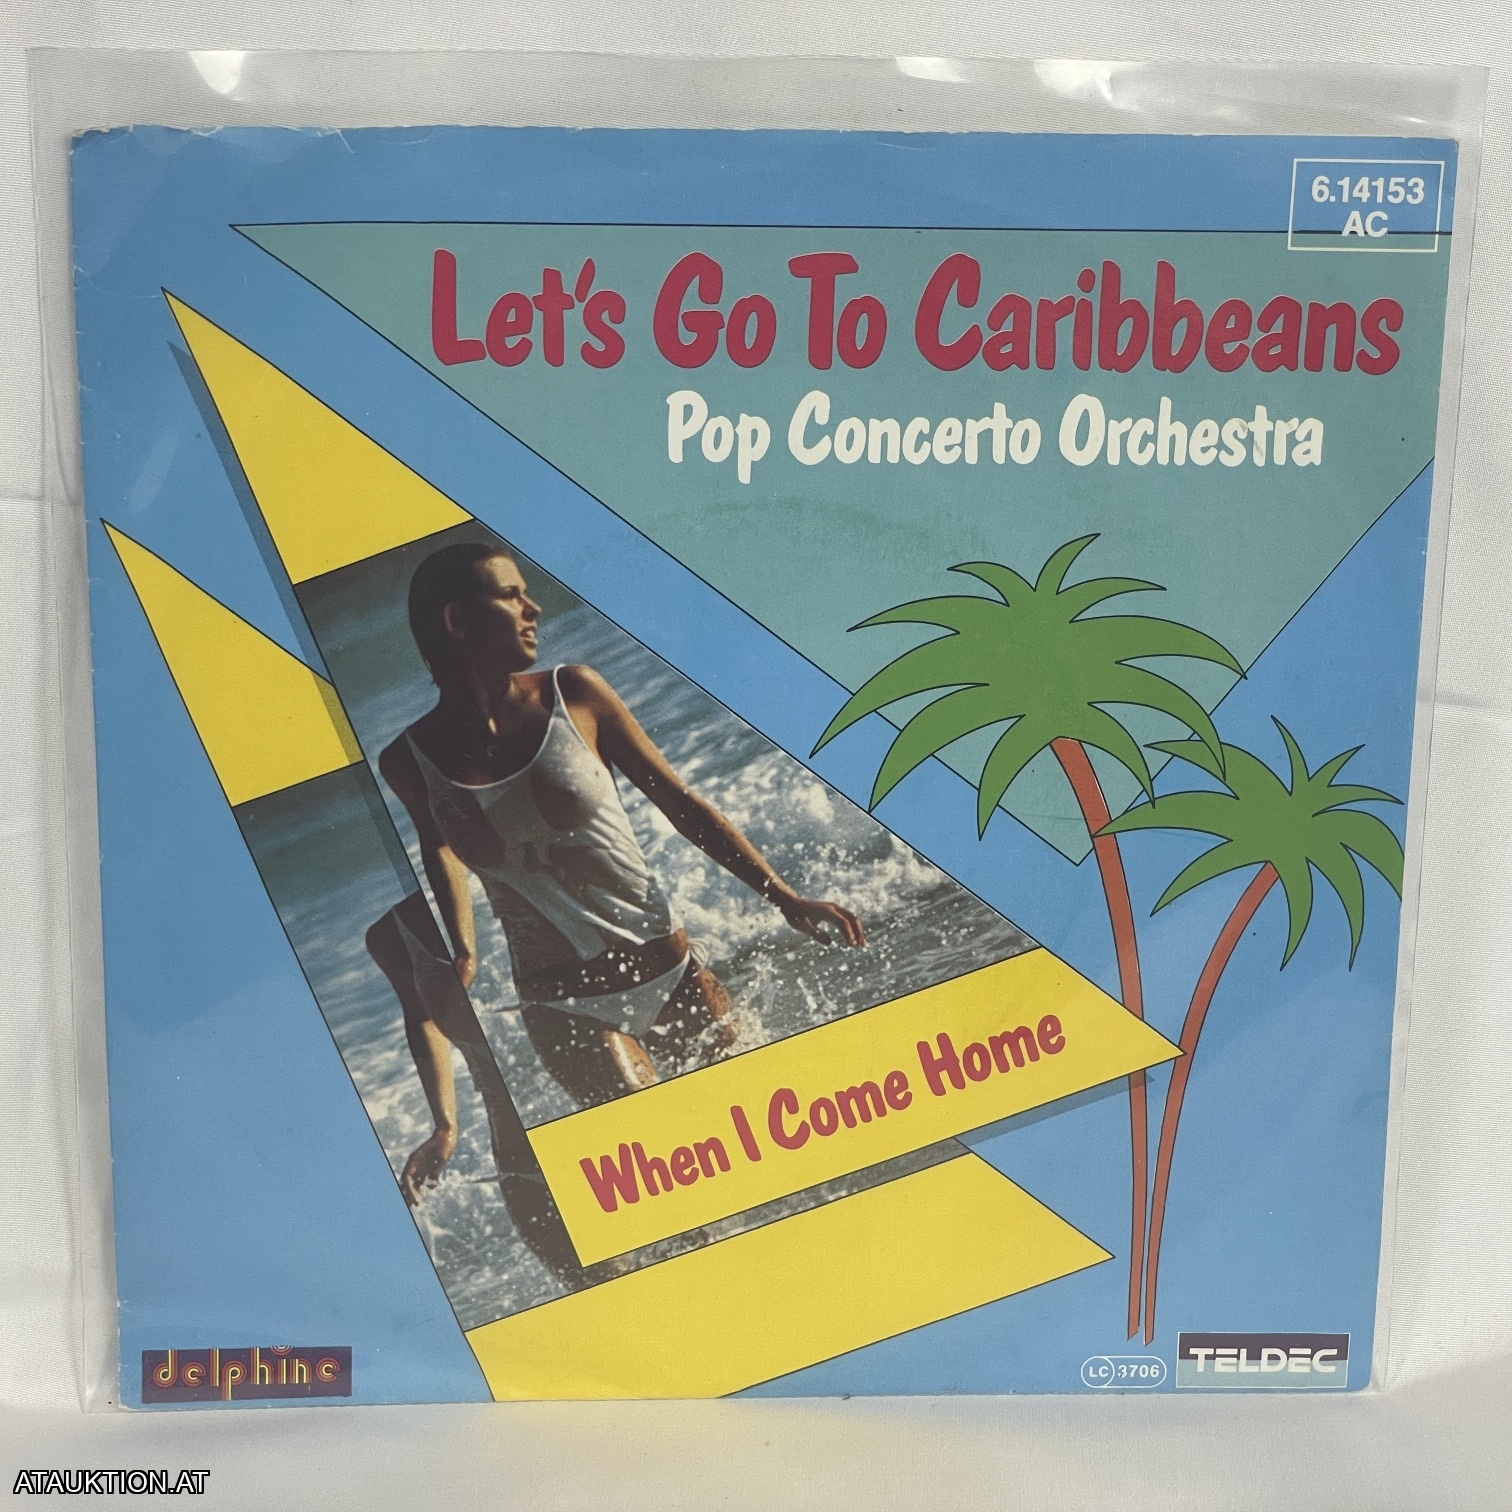 6.14153
AC
Let's Go To Caribbeans
Pop Concerto Orchestra
When I Come Home
delphine
LC 3706
TELDEC
ATAUKTION.AT